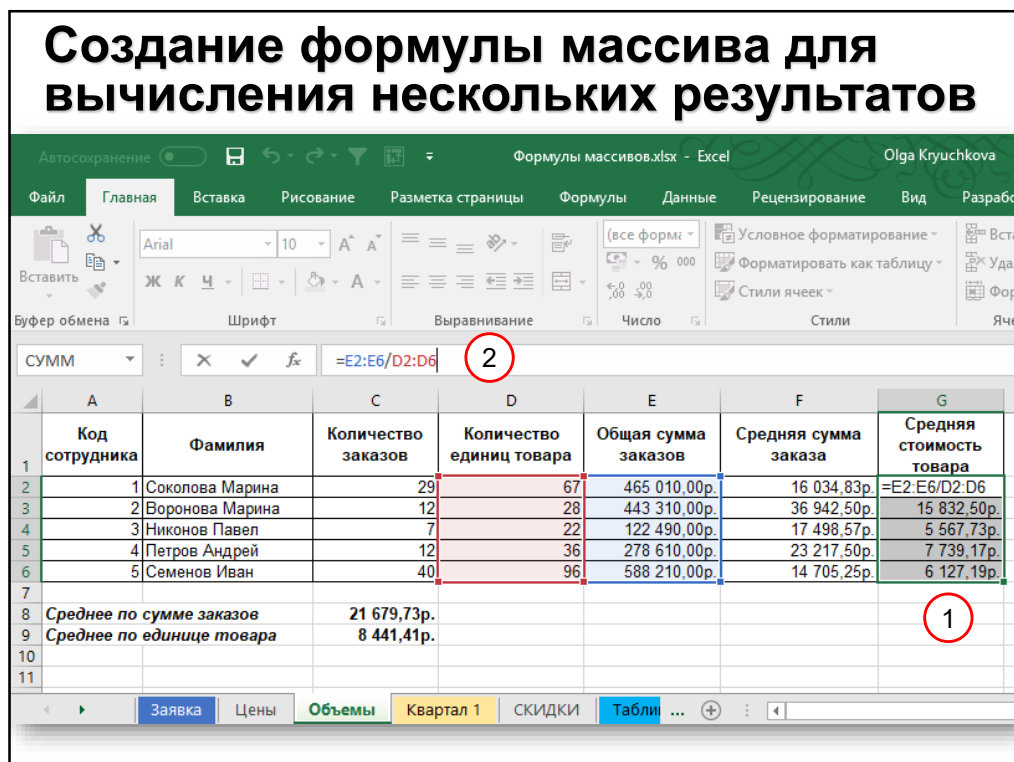 Создание формулы массива для
вычисления нескольких результатов
Автосохранение Формулы массивов.xlsx - Excel Olga Kryuchkova
Файл Главная Вставка Рисование Разметка страницы Формулы Данные Рецензирование Вид Разрабо
Arial 10 A A (все форма Условное форматирование Вста
Вставить Ж К Ч А % 000 Форматировать как таблицу Уда
,00 ,0 Стили ячеек Фор
Буфер обмена Шрифт Выравнивание Число Стили Яче
СУММ fx =E2:E6/D2:D6 2
A B C D E F G
1 Код сотрудника Фамилия Количество заказов Количество единиц товара Общая сумма заказов Средняя сумма заказа Средняя стоимость товара
2 1 Соколова Марина 29 67 465 010,00р. 16 034,83р. =E2:E6/D2:D6
3 2 Воронова Марина 12 28 443 310,00р. 36 942,50р. 15 832,50р.
4 3 Никонов Павел 7 22 122 490,00р. 17 498,57р. 5 567,73р.
5 4 Петров Андрей 12 36 278 610,00р. 23 217,50р. 7 739,17р.
6 5 Семенов Иван 40 96 588 210,00р. 14 705,25р. 6 127,19р.
7
8 Среднее по сумме заказов 21 679,73р. 1
9 Среднее по единице товара 8 441,41р.
10
11
Заявка Цены Объемы Квартал 1 СКИДКИ Табли ...